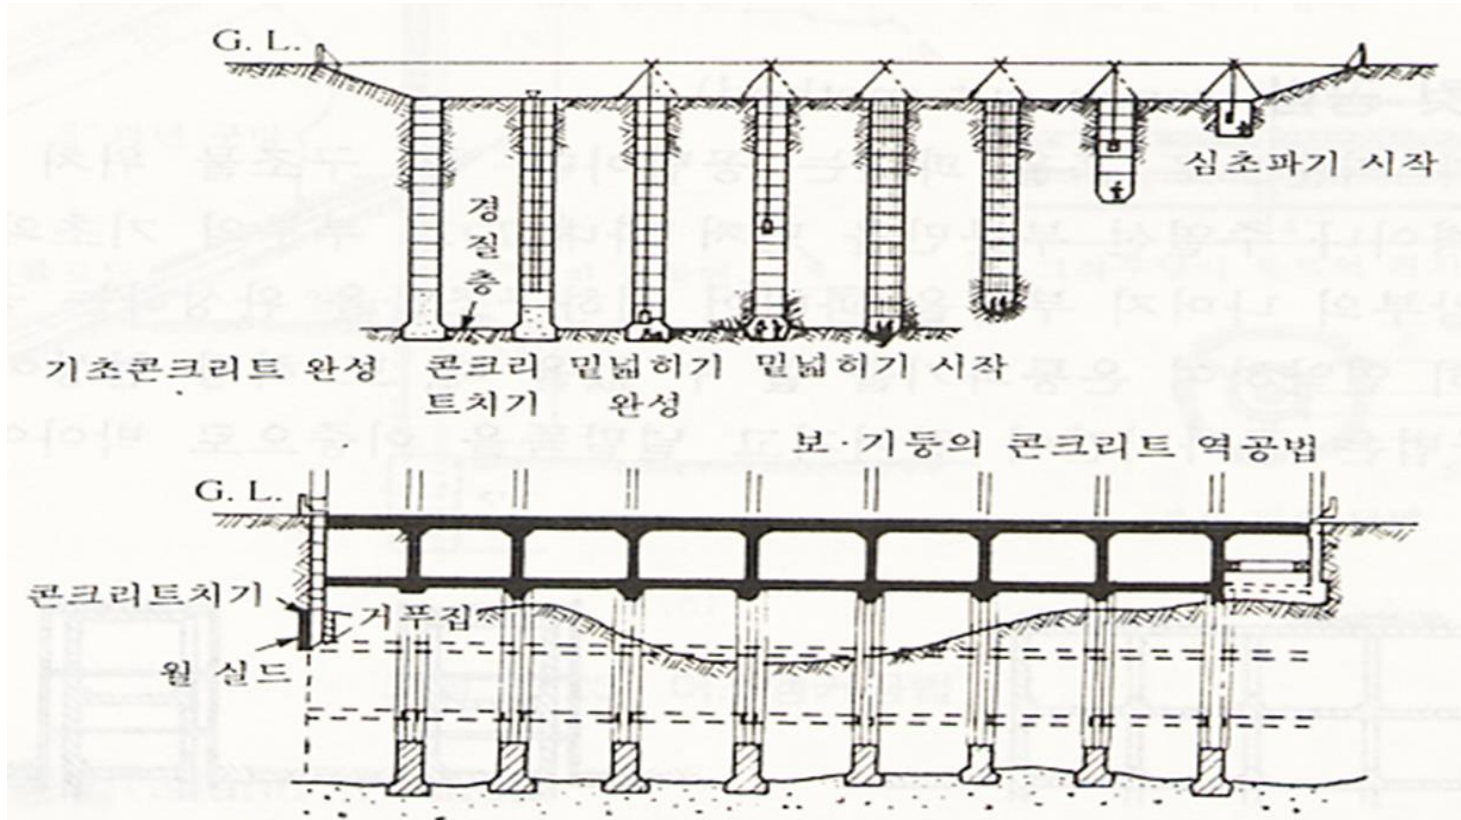 G. L.
심초파기 시작
경질층
기초콘크리트 완성
콘크리트치기
밑넓히기 완성
밑넓히기 시작
보·기둥의 콘크리트 역공법
G. L.
콘크리트치기
거푸집
월 실드